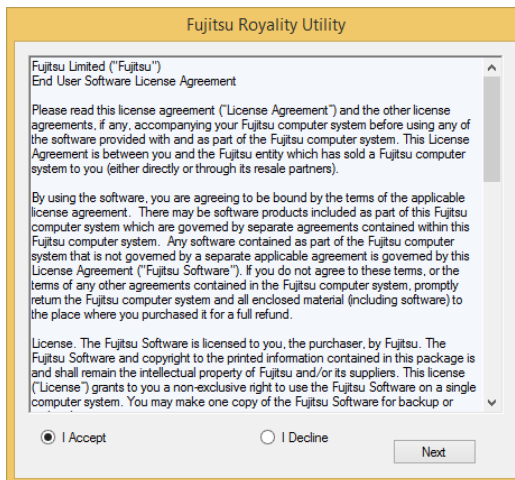 Fujitsu Royality Utility
Fujitsu Limited ("Fujitsu")
End User Software License Agreement
Please read this license agreement ("License Agreement") and the other license
agreements, if any, accompanying your Fujitsu computer system before using any of
the software provided with and as part of the Fujitsu computer system. This License
Agreement is between you and the Fujitsu entity which has sold a Fujitsu computer
system to you (either directly or through its resale partners).
By using the software, you are agreeing to be bound by the terms of the applicable
license agreement.  There may be software products included as part of this Fujitsu
computer system which are governed by separate agreements contained within this
Fujitsu computer system.  Any software contained as part of the Fujitsu computer
system that is not governed by a separate applicable agreement is governed by this
License Agreement ("Fujitsu Software"). If you do not agree to these terms, or the
terms of any other agreements contained in the Fujitsu computer system, promptly
return the Fujitsu computer system and all enclosed material (including software) to
the place where you purchased it for a full refund.
License. The Fujitsu Software is licensed to you, the purchaser, by Fujitsu. The
Fujitsu Software and copyright to the printed information contained in this package is
and shall remain the intellectual property of Fujitsu and/or its suppliers. This license
("License") grants to you a non-exclusive right to use the Fujitsu Software on a single
computer system. You may make one copy of the Fujitsu Software for backup or
I Accept
I Decline
Next